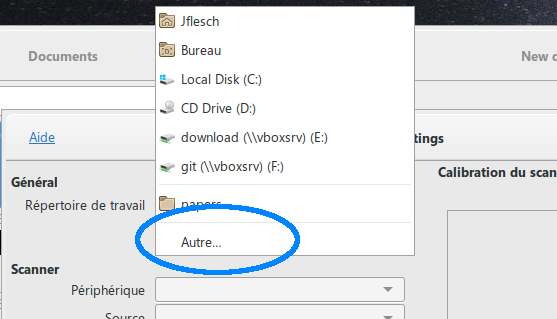 Jflesch
Documents
Bureau
New d
Local Disk (C:)
CD Drive (D:)
Aide
download (\\vboxsrv) (E:)
tings
git (\\vboxsrv) (F:)
Général
Calibration du scan
Répertoire de travail
papers
Autre...
Scanner
Périphérique
Source